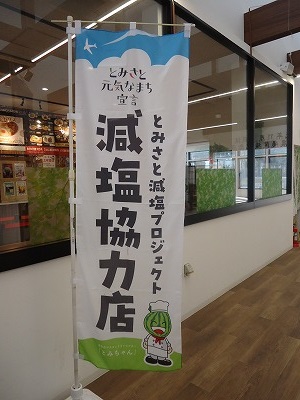 とみさと
元気なまち
宣言
とみさと減塩プロジェクト
減塩協力店